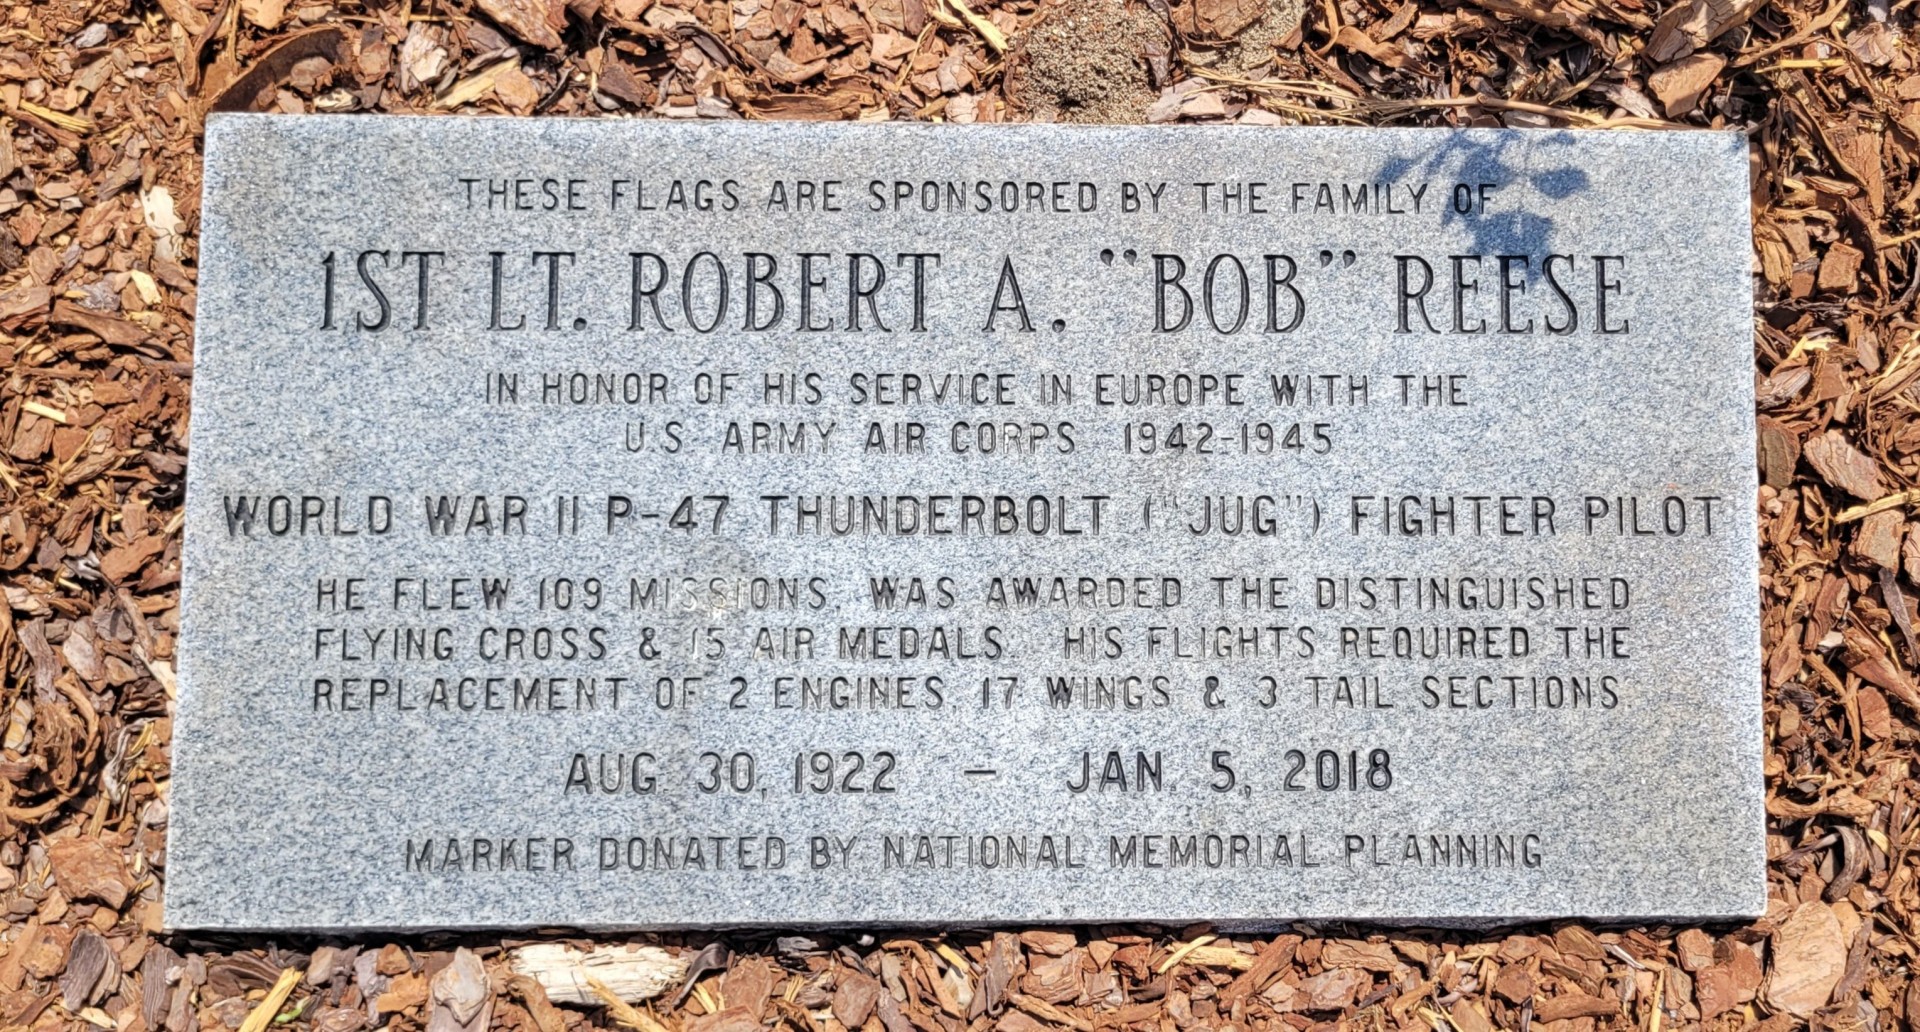 THESE FLAGS ARE SPONSORED BY THE FAMILY OF
1ST LT. ROBERT A. "BOB" REESE
IN HONOR OF HIS SERVICE IN EUROPE WITH THE
U.S. ARMY AIR CORPS 1942-1945
WORLD WAR II P-47 THUNDERBOLT ("JUG") FIGHTER PILOT
HE FLEW 109 MISSIONS, WAS AWARDED THE DISTINGUISHED
FLYING CROSS & 15 AIR MEDALS. HIS FLIGHTS REQUIRED THE
REPLACEMENT OF 2 ENGINES, 17 WINGS & 3 TAIL SECTIONS.
AUG. 30, 1922 – JAN. 5, 2018
MARKER DONATED BY NATIONAL MEMORIAL PLANNING